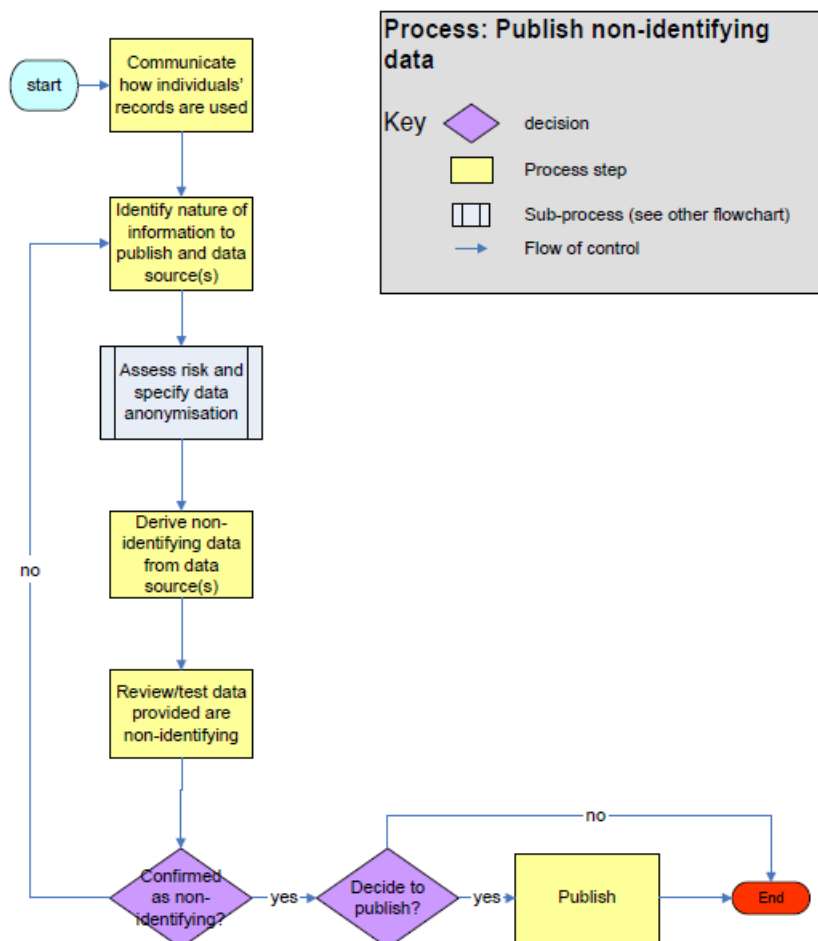 start
Communicate
how individuals’
records are used
Process: Publish non-identifying
data
Key
decision
Process step
Sub-process (see other flowchart)
Flow of control
Identify nature of
information to
publish and data
source(s)
Assess risk and
specify data
anonymisation
Derive non-
identifying data
from data
source(s)
no
Review/test data
provided are
non-identifying
Confirmed
as non-
identifying?
yes
Decide to
publish?
no
yes
Publish
End